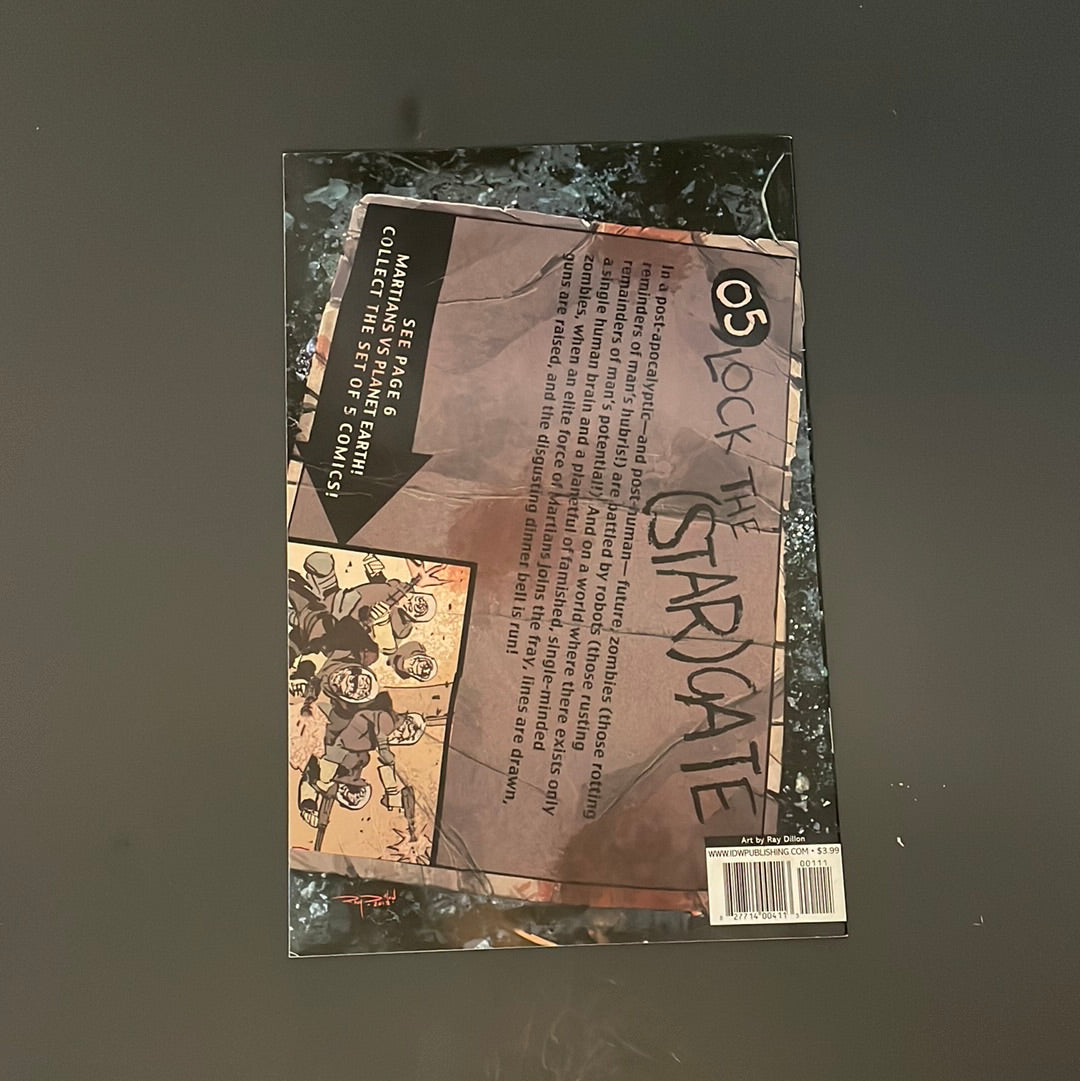 05 LOCK THE
(STAR)GATE
In a post-apocalyptic—and post-human—future, zombies (those rotting
reminders of man's hubris!) are battled by robots (those rusting
remainders of man's potential!) And on a world where there exists only
a single human brain and a planetful of famished, single-minded
zombies, when an elite force of Martians joins the fray, lines are drawn,
guns are raised, and the disgusting dinner bell is run!
SEE PAGE 6
MARTIANS VS PLANET EARTH!
COLLECT THE SET OF 5 COMICS!
Art by Ray Dillon
WWW.IDWPUBLISHING.COM • $3.99
00111
8 27714 00411 3